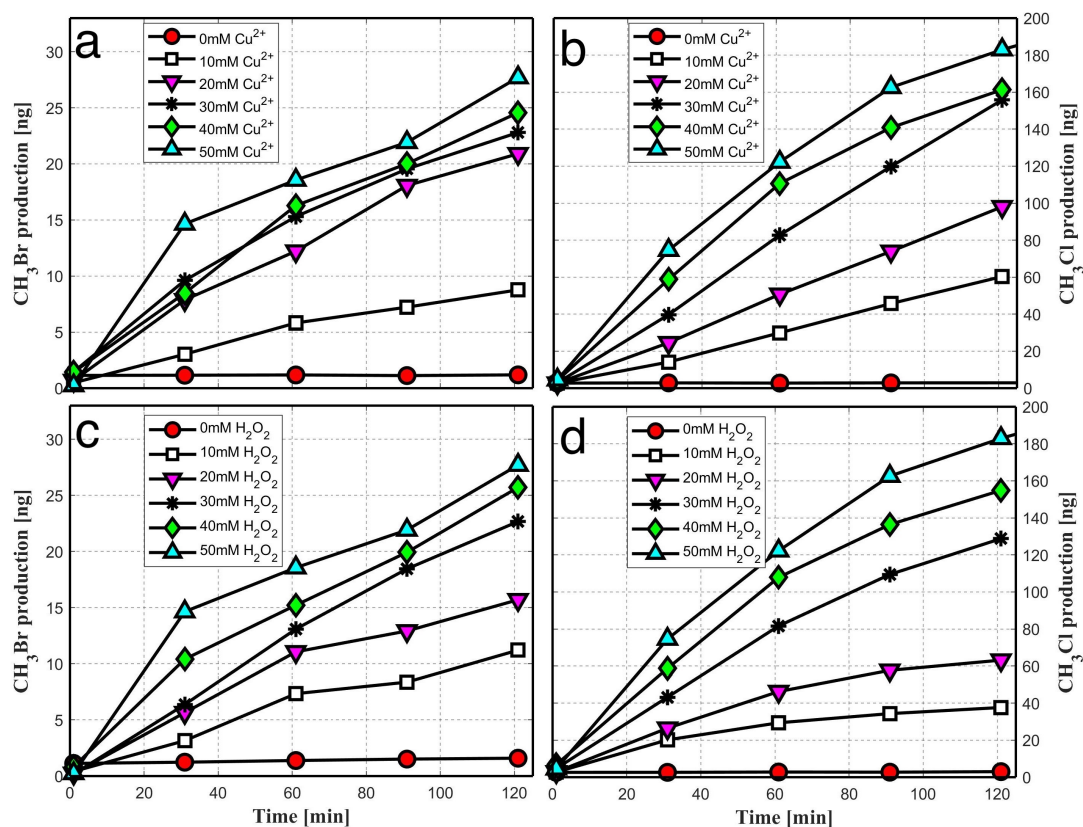 a
0mM Cu²⁺
10mM Cu²⁺
20mM Cu²⁺
30mM Cu²⁺
40mM Cu²⁺
50mM Cu²⁺
CH₃Br production [ng]
30
25
20
15
10
5
0
b
0mM Cu²⁺
10mM Cu²⁺
20mM Cu²⁺
30mM Cu²⁺
40mM Cu²⁺
50mM Cu²⁺
CH₃Cl production [ng]
200
180
160
140
120
100
80
60
40
20
0
c
0mM H₂O₂
10mM H₂O₂
20mM H₂O₂
30mM H₂O₂
40mM H₂O₂
50mM H₂O₂
CH₃Br production [ng]
30
25
20
15
10
5
0
0 20 40 60 80 100 120
Time [min]
d
0mM H₂O₂
10mM H₂O₂
20mM H₂O₂
30mM H₂O₂
40mM H₂O₂
50mM H₂O₂
CH₃Cl production [ng]
200
180
160
140
120
100
80
60
40
20
0
0 20 40 60 80 100 120
Time [min]